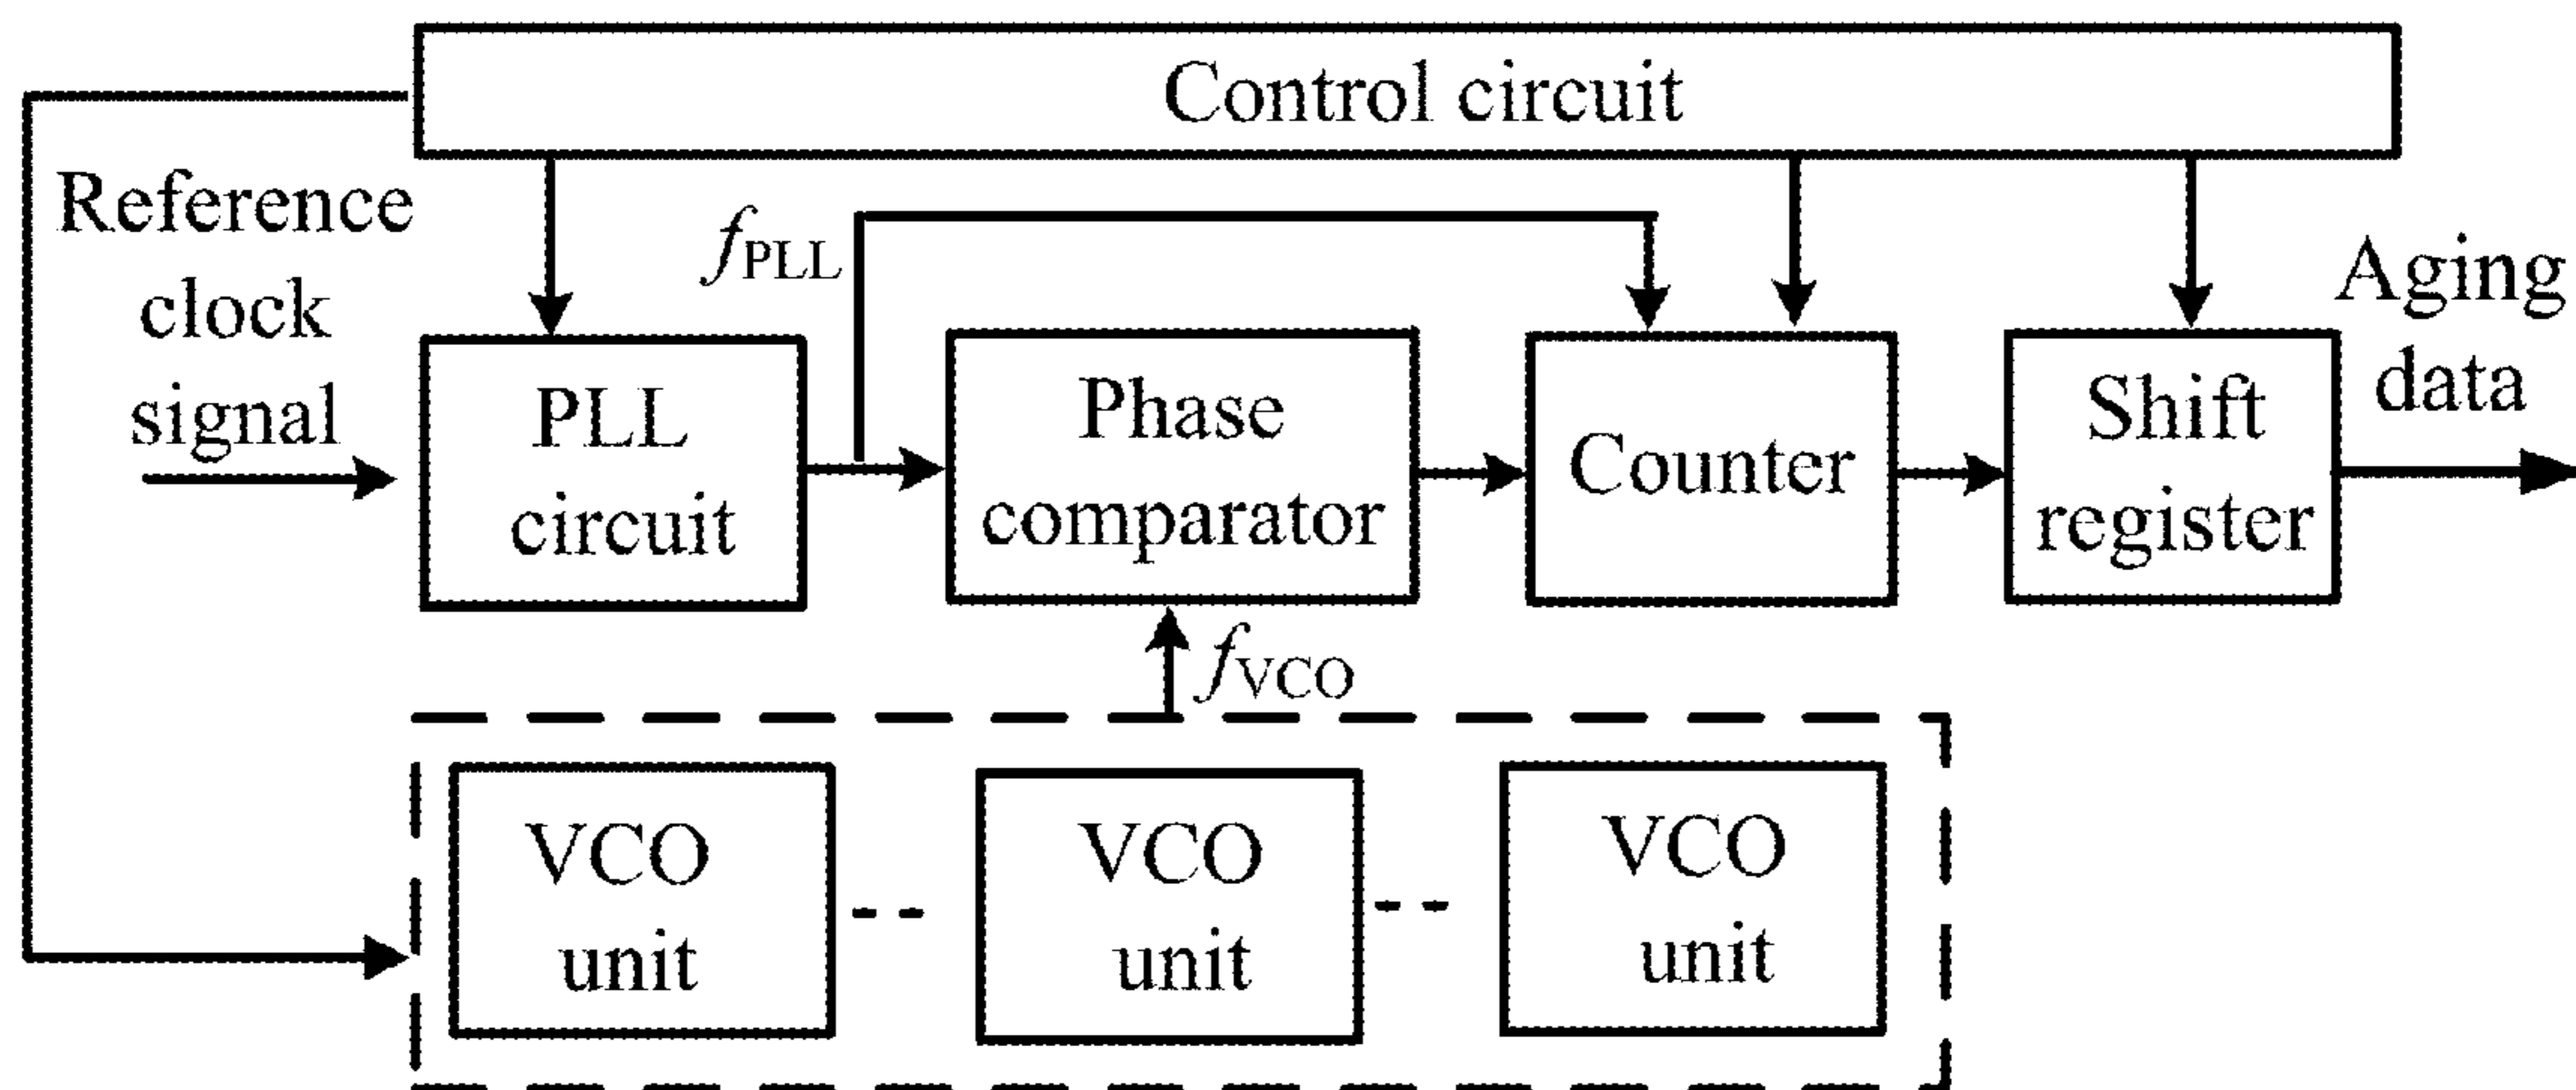 Control circuit
Reference
clock
signal
fPLL
PLL
circuit
Phase
comparator
Counter
Shift
register
Aging
data
fVCO
VCO
unit
VCO
unit
VCO
unit